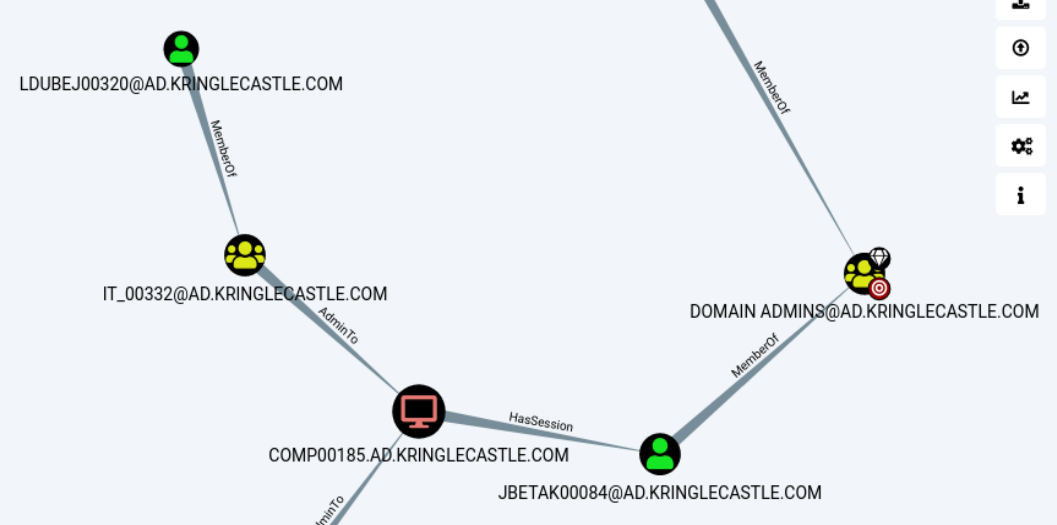 MemberOf
LDUBEJ00320@AD.KRINGLECASTLE.COM
MemberOf
IT_00332@AD.KRINGLECASTLE.COM
DOMAIN ADMINS@AD.KRINGLECASTLE.COM
AdminTo
MemberOf
HasSession
COMP00185.AD.KRINGLECASTLE.COM
JBETAK00084@AD.KRINGLECASTLE.COM